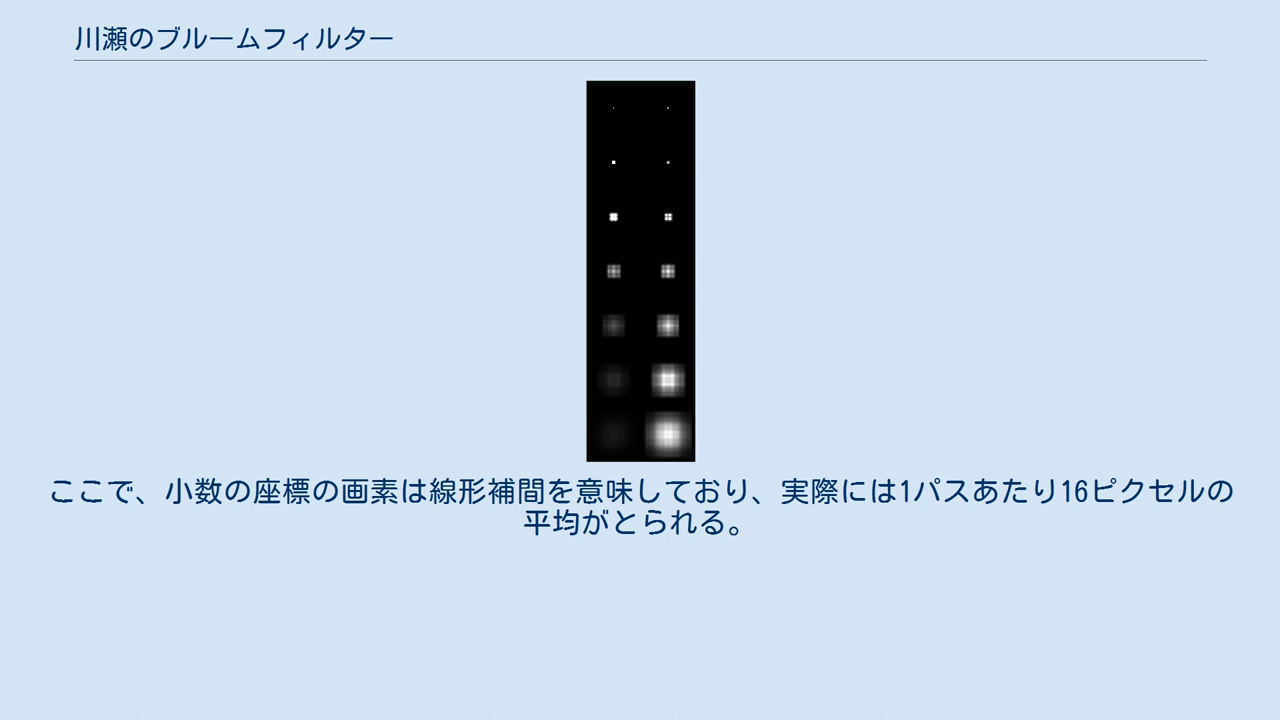 川瀬のブルームフィルター
ここで、小数の座標の画素は線形補間を意味しており、実際には1パスあたり16ピクセルの
平均がとられる。